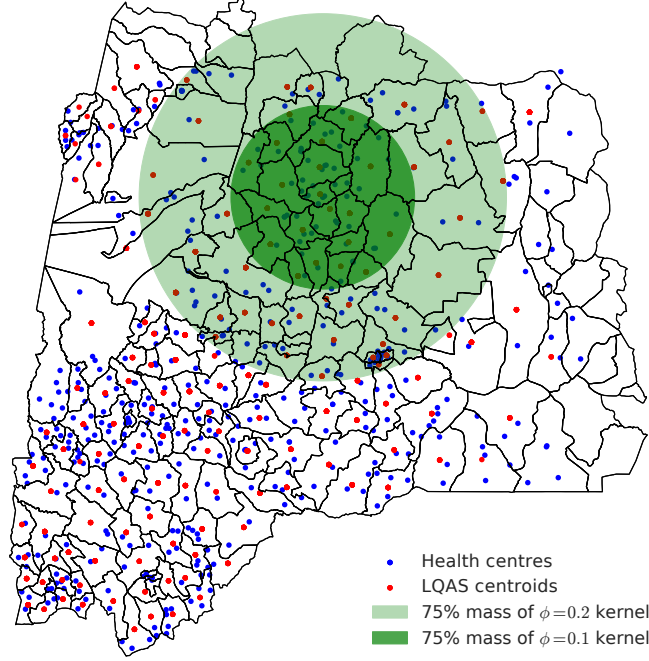 Health centres
LQAS centroids
75% mass of ϕ=0.2 kernel
75% mass of ϕ=0.1 kernel